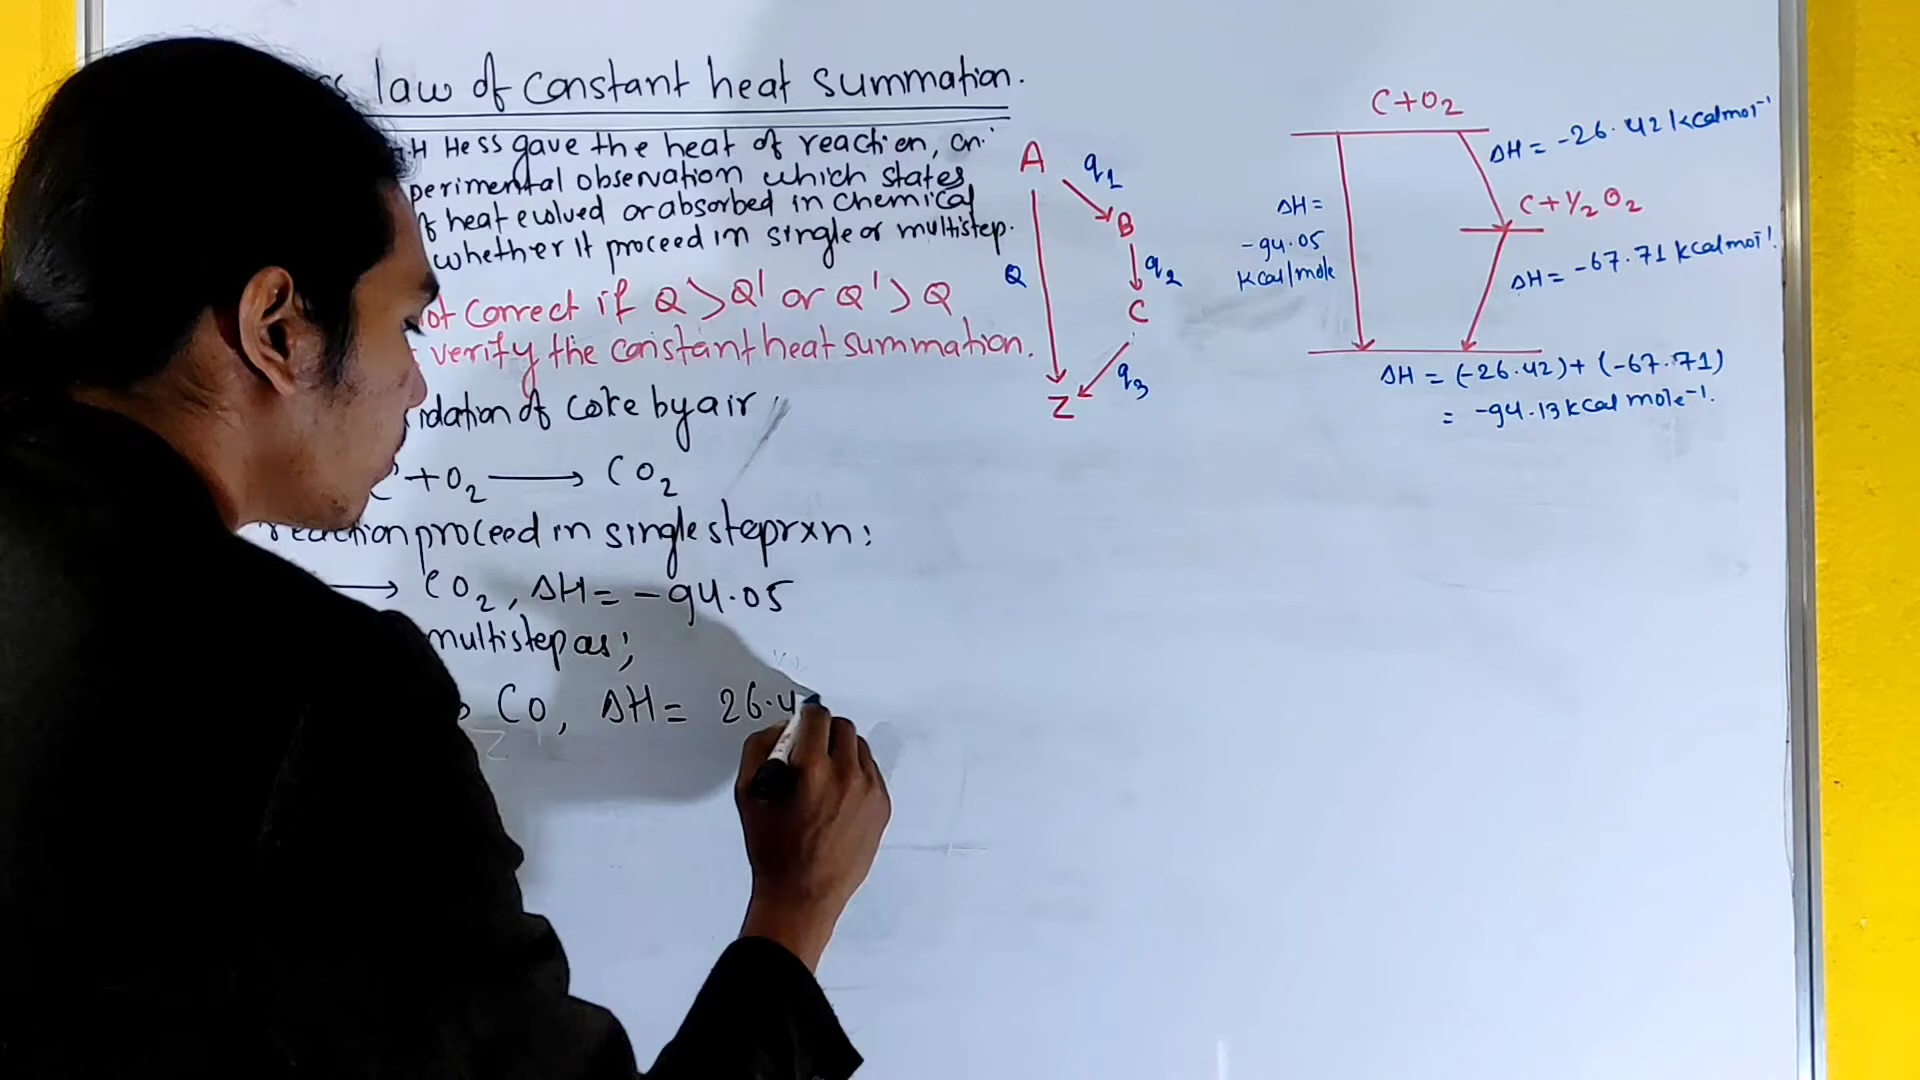 law of constant heat summation.
H Hess gave the heat of reaction, an
perimental observation which states
f heat evolved or absorbed in chemical
whether it proceed in single or multistep.
ot correct if Q > Q' or Q' > Q
verify the constant heat summation.
idation of coke by air
C + O2 ⟶ CO2
reaction proceed in single step rxn:
⟶ CO2, ΔH = -94.05
multistep as;
CO, ΔH = 26.4
A
q1
B
q2
C
q3
Q
Z
C+O2
ΔH = -26.42 kcalmol-1
C + 1/2 O2
ΔH =
-94.05
Kcal/mole
ΔH = -67.71 kcalmol-1
ΔH = (-26.42) + (-67.71)
= -94.13 kcal mole-1.